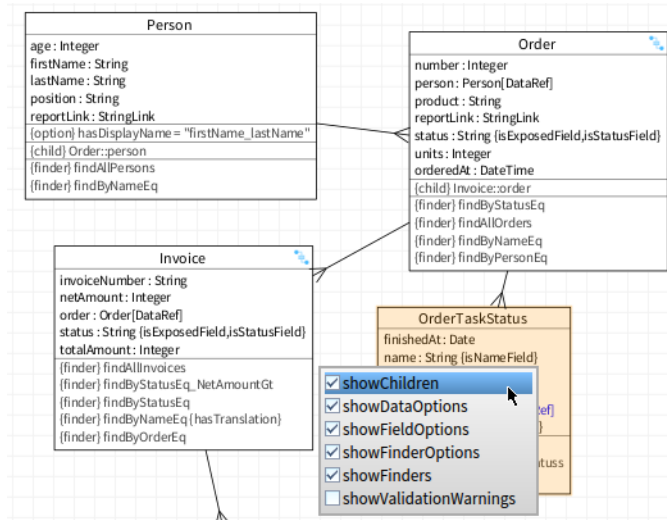 Person
age : Integer
firstName : String
lastName : String
position : String
reportLink : StringLink
{option} hasDisplayName = "firstName_lastName"
{child} Order::person
{finder} findAllPersons
{finder} findByNameEq
Order
number : Integer
person : Person[DataRef]
product : String
reportLink : StringLink
status : String {isExposedField,isStatusField}
units : Integer
orderedAt : DateTime
{child} Invoice::order
{finder} findByStatusEq
{finder} findAllOrders
{finder} findByNameEq
{finder} findByPersonEq
Invoice
invoiceNumber : String
netAmount : Integer
order : Order[DataRef]
status : String {isExposedField,isStatusField}
totalAmount : Integer
{finder} findAllInvoices
{finder} findByStatusEq_NetAmountGt
{finder} findByStatusEq
{finder} findByNameEq{hasTranslation}
{finder} findByOrderEq
OrderTaskStatus
finishedAt : Date
name : String {isNameField}
showChildren
showDataOptions
showFieldOptions
showFinderOptions
showFinders
showValidationWarnings
ef]
}
tuss